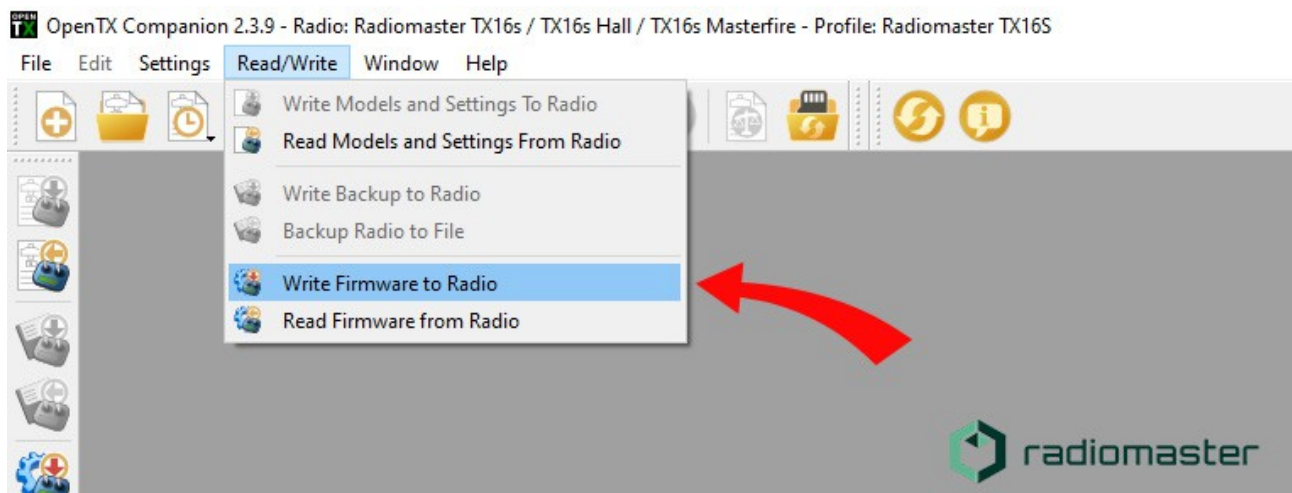 OPEN TX OpenTX Companion 2.3.9 - Radio: Radiomaster TX16s / TX16s Hall / TX16s Masterfire - Profile: Radiomaster TX16S
File Edit Settings Read/Write Window Help
Write Models and Settings To Radio
Read Models and Settings From Radio
Write Backup to Radio
Backup Radio to File
Write Firmware to Radio
Read Firmware from Radio
radiomaster